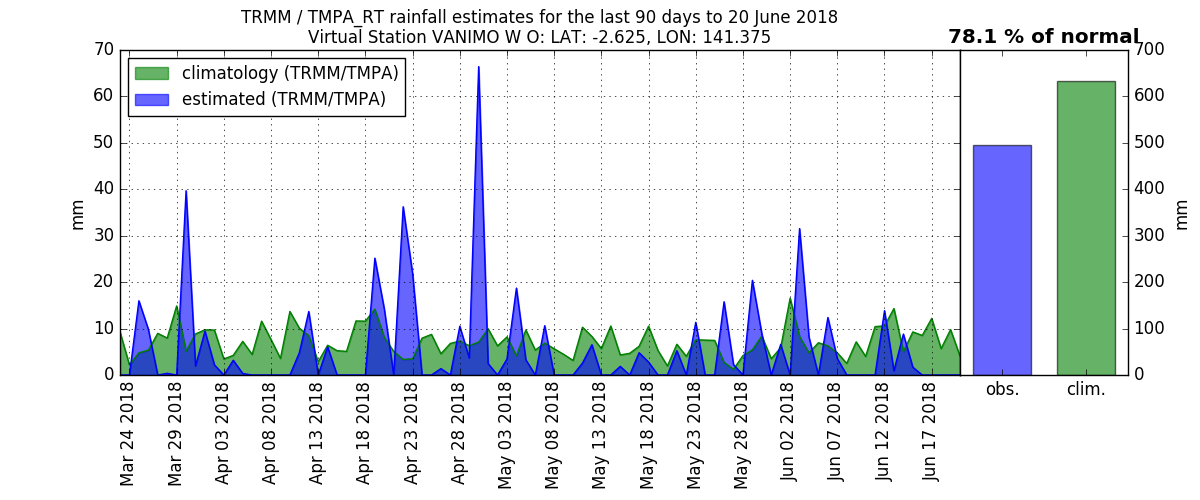 TRMM / TMPA_RT rainfall estimates for the last 90 days to 20 June 2018
Virtual Station VANIMO W O: LAT: -2.625, LON: 141.375
78.1 % of normal
climatology (TRMM/TMPA)
estimated (TRMM/TMPA)
70
60
50
40
30
20
10
0
mm
Mar 24 2018
Mar 29 2018
Apr 03 2018
Apr 08 2018
Apr 13 2018
Apr 18 2018
Apr 23 2018
Apr 28 2018
May 03 2018
May 08 2018
May 13 2018
May 18 2018
May 23 2018
May 28 2018
Jun 02 2018
Jun 07 2018
Jun 12 2018
Jun 17 2018
700
600
500
400
300
200
100
0
mm
obs.
clim.